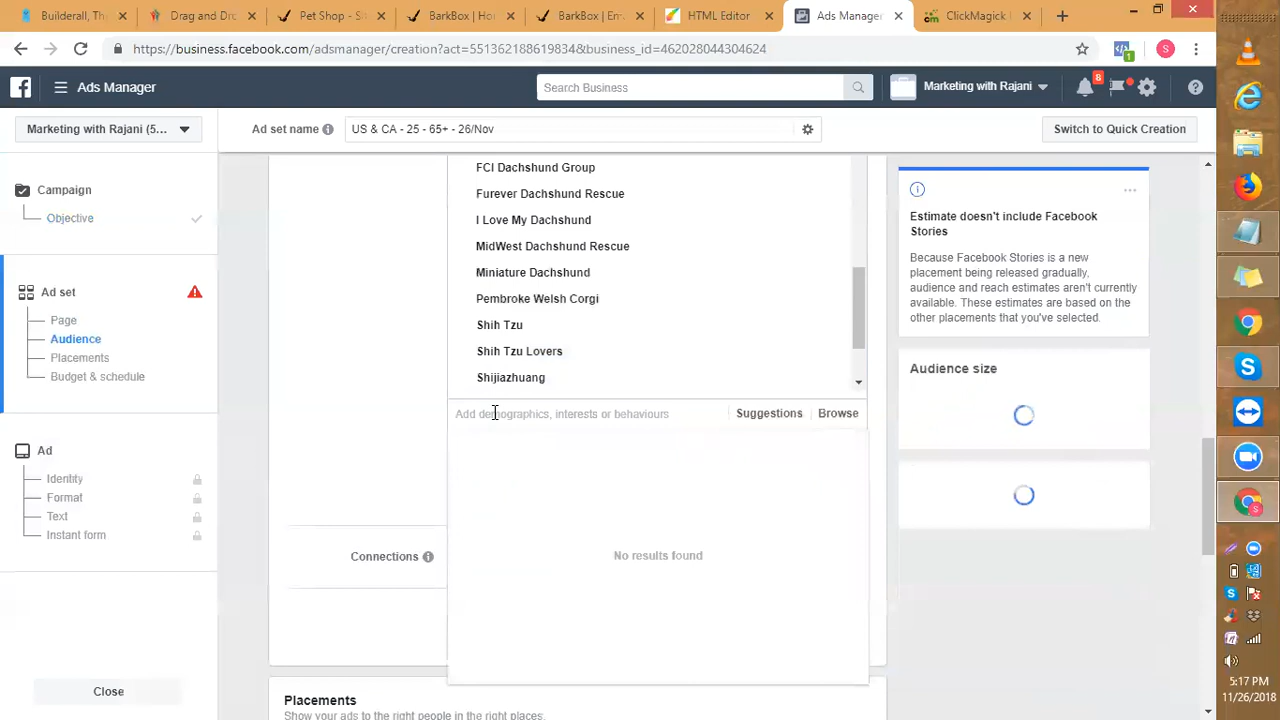 Builderall, Th
Drag and Dro
Pet Shop - S
BarkBox | Ho
BarkBox | Em
HTML Editor
Ads Manager
ClickMagick |
https://business.facebook.com/adsmanager/creation?act=551362188619834&business_id=462028044304624
S
1
Ads Manager
Search Business
Marketing with Rajani
8
Marketing with Rajani (5...
Ad set name
US & CA - 25 - 65+ - 26/Nov
Switch to Quick Creation
Campaign
Objective
Ad set
Page
Audience
Placements
Budget & schedule
Ad
Identity
Format
Text
Instant form
Close
FCI Dachshund Group
Furever Dachshund Rescue
I Love My Dachshund
MidWest Dachshund Rescue
Miniature Dachshund
Pembroke Welsh Corgi
Shih Tzu
Shih Tzu Lovers
Shijiazhuang
Add demographics, interests or behaviours
Suggestions
Browse
No results found
Connections
Placements
Show your ads to the right people in the right places.
Estimate doesn't include Facebook
Stories
Because Facebook Stories is a new
placement being released gradually,
audience and reach estimates aren't currently
available. These estimates are based on the
other placements that you've selected.
Audience size
5:17 PM
11/26/2018